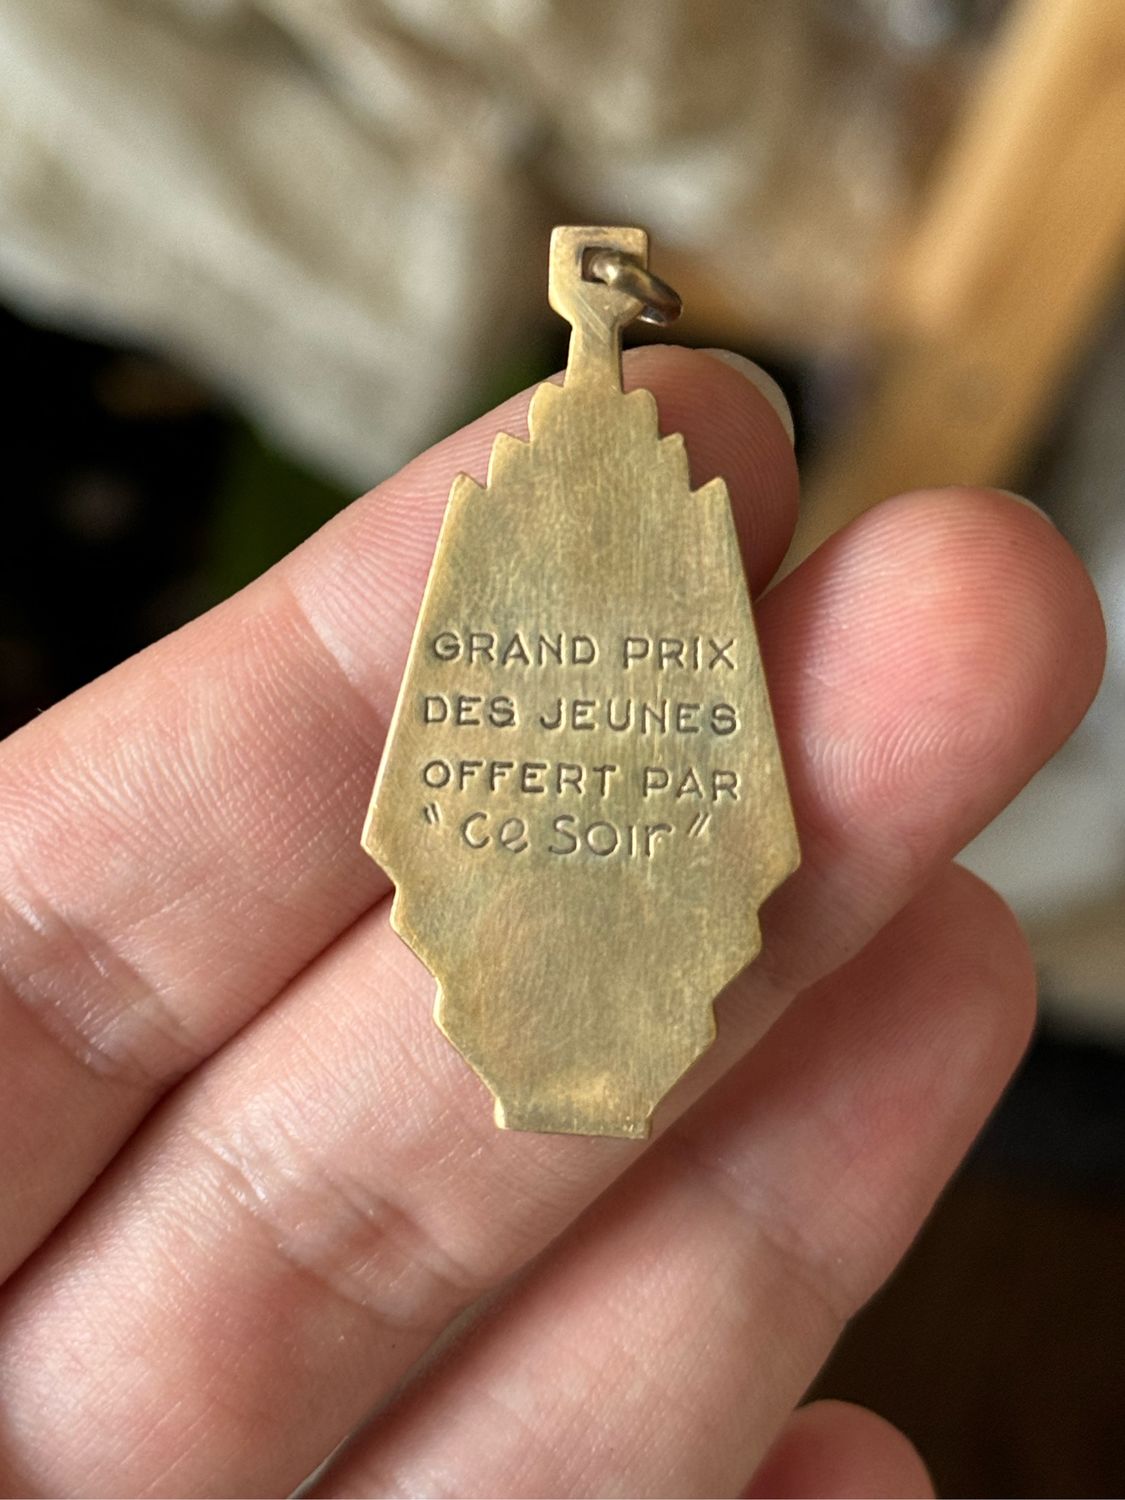 GRAND PRIX
DES JEUNES
OFFERT PAR
"Ce Soir"